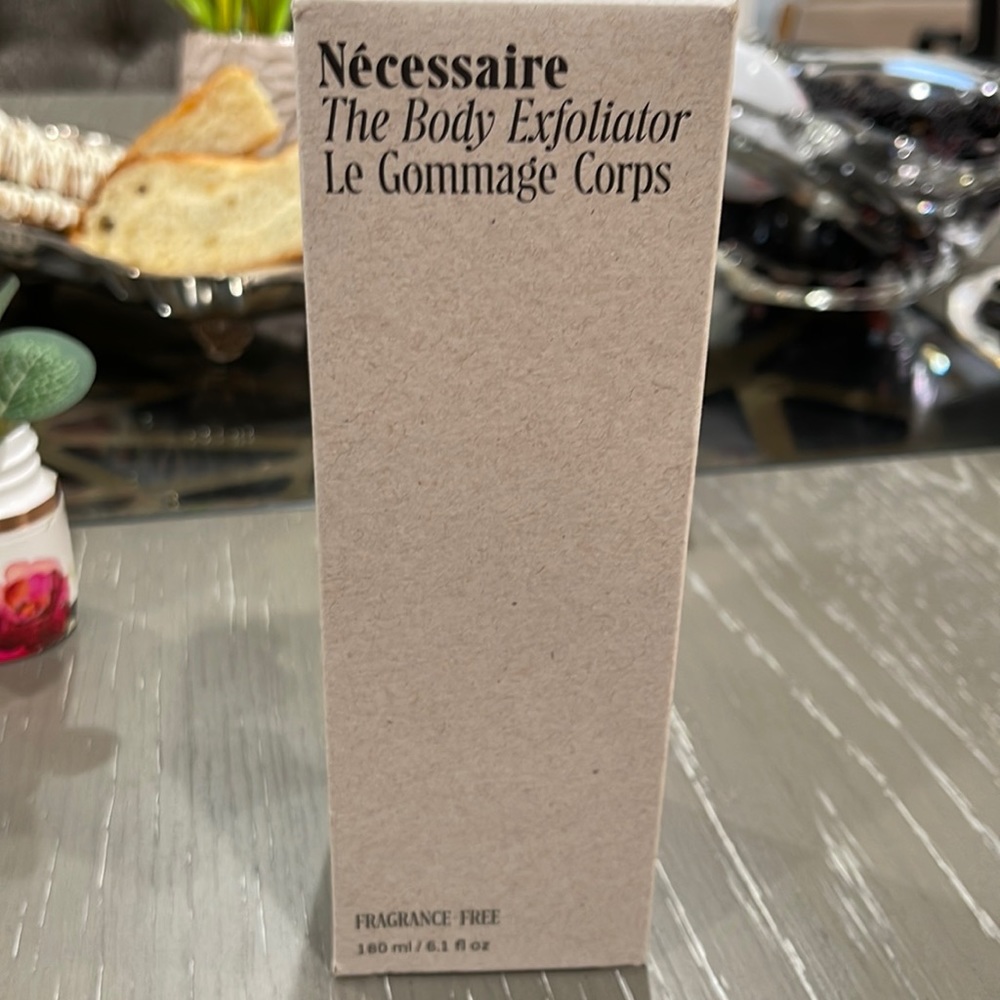 Nécessaire
The Body Exfoliator
Le Gommage Corps
FRAGRANCE-FREE
180 ml / 6.1 fl oz